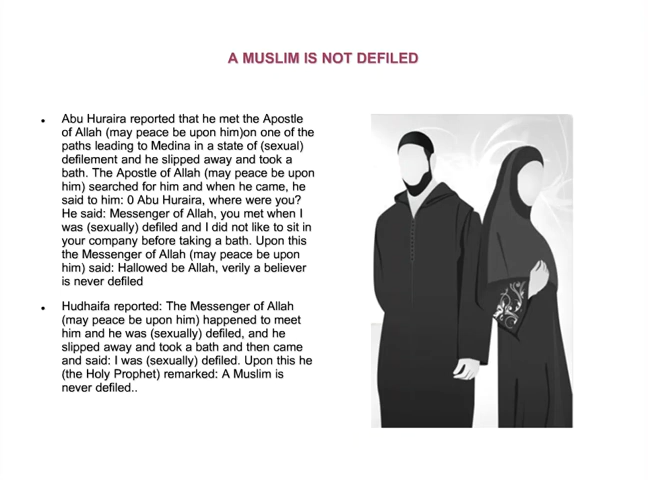 A MUSLIM IS NOT DEFILED
• Abu Huraira reported that he met the Apostle
of Allah (may peace be upon him)on one of the
paths leading to Medina in a state of (sexual)
defilement and he slipped away and took a
bath. The Apostle of Allah (may peace be upon
him) searched for him and when he came, he
said to him: 0 Abu Huraira, where were you?
He said: Messenger of Allah, you met when I
was (sexually) defiled and I did not like to sit in
your company before taking a bath. Upon this
the Messenger of Allah (may peace be upon
him) said: Hallowed be Allah, verily a believer
is never defiled
• Hudhaifa reported: The Messenger of Allah
(may peace be upon him) happened to meet
him and he was (sexually) defiled, and he
slipped away and took a bath and then came
and said: I was (sexually) defiled. Upon this he
(the Holy Prophet) remarked: A Muslim is
never defiled..